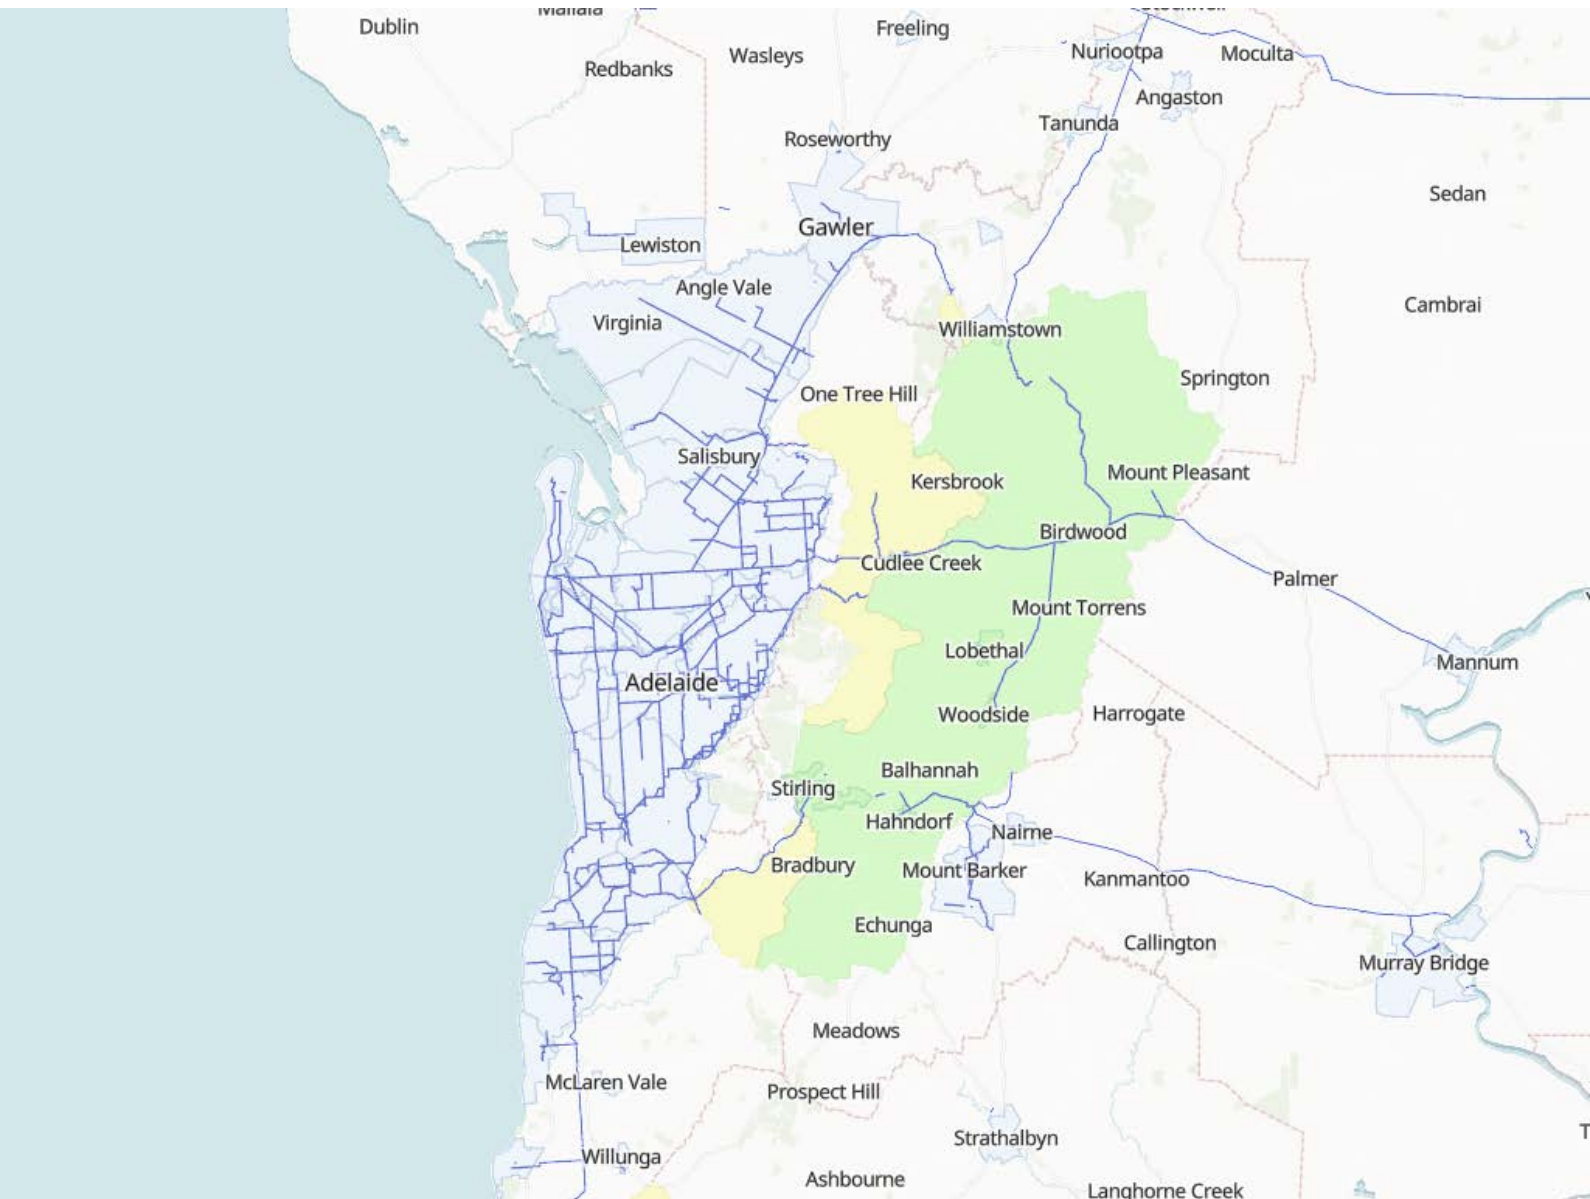 Mallala
Dublin
Freeling
Nuriootpa
Moculta
Wasleys
Redbanks
Angaston
Tanunda
Roseworthy
Sedan
Gawler
Lewiston
Angle Vale
Cambrai
Virginia
Williamstown
Springton
One Tree Hill
Salisbury
Mount Pleasant
Kersbrook
Birdwood
Cudlee Creek
Palmer
Mount Torrens
Lobethal
Mannum
Adelaide
Woodside
Harrogate
Balhannah
Stirling
Hahndorf
Nairne
Bradbury
Mount Barker
Kanmantoo
Echunga
Callington
Murray Bridge
Meadows
McLaren Vale
Prospect Hill
T
Strathalbyn
Willunga
Ashbourne
Langhorne Creek